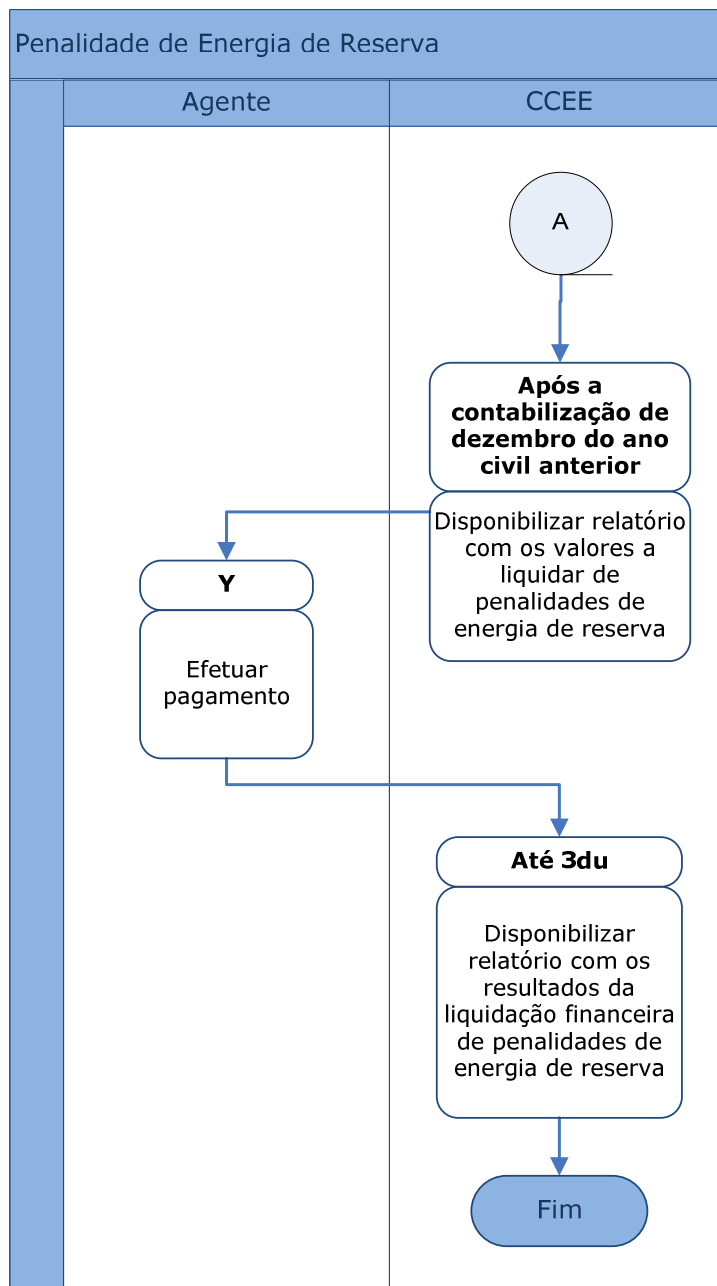 Penalidade de Energia de Reserva
Agente
CCEE
A
Após a
contabilização de
dezembro do ano
civil anterior
Disponibilizar relatório
com os valores a
liquidar de
penalidades de
energia de reserva
Y
Efetuar
pagamento
Até 3du
Disponibilizar
relatório com os
resultados da
liquidação financeira
de penalidades de
energia de reserva
Fim